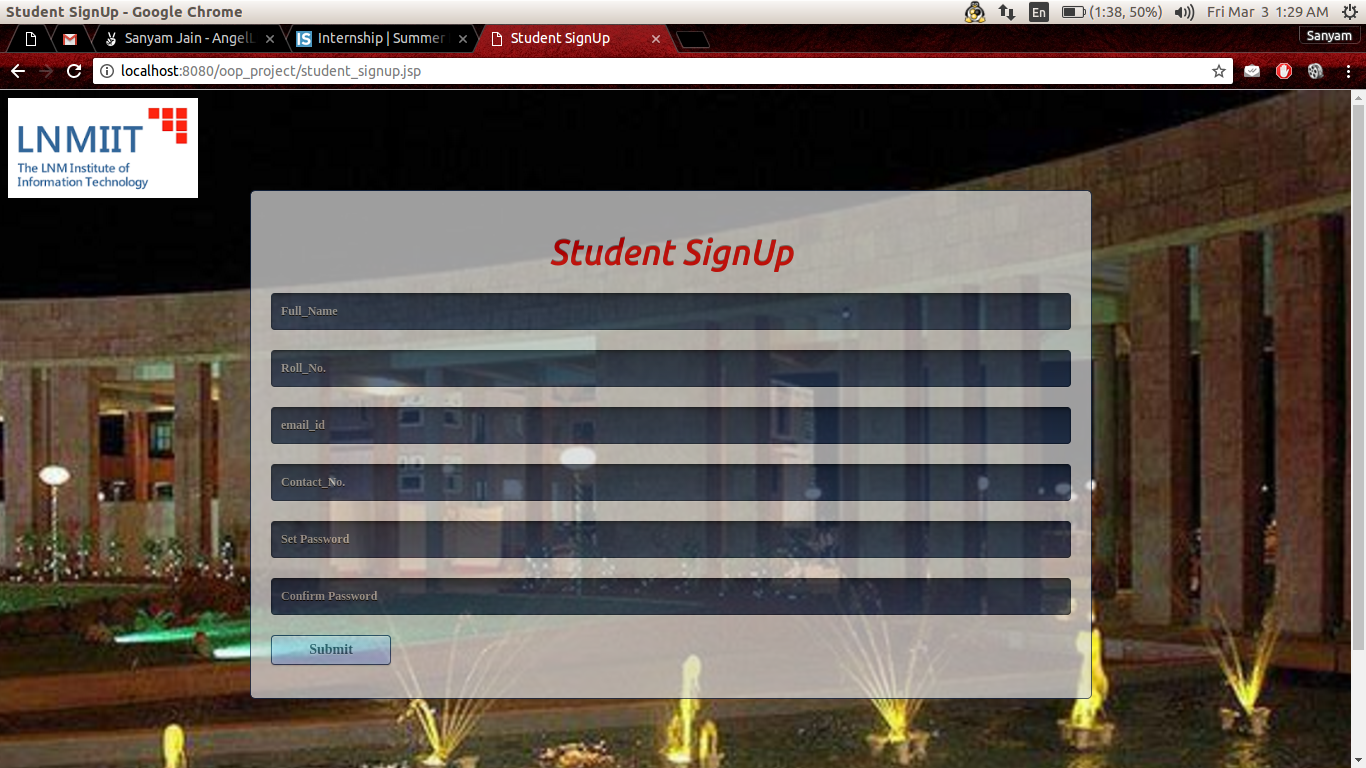 Student SignUp - Google Chrome
En
(1:38, 50%)
Fri Mar 3 1:29 AM
Sanyam Jain - AngelL
IS
Internship | Summer
Student SignUp
Sanyam
localhost:8080/oop_project/student_signup.jsp
LNMIIT
The LNM Institute of
Information Technology
Student SignUp
Full_Name
Roll_No.
email_id
Contact_No.
Set Password
Confirm Password
Submit